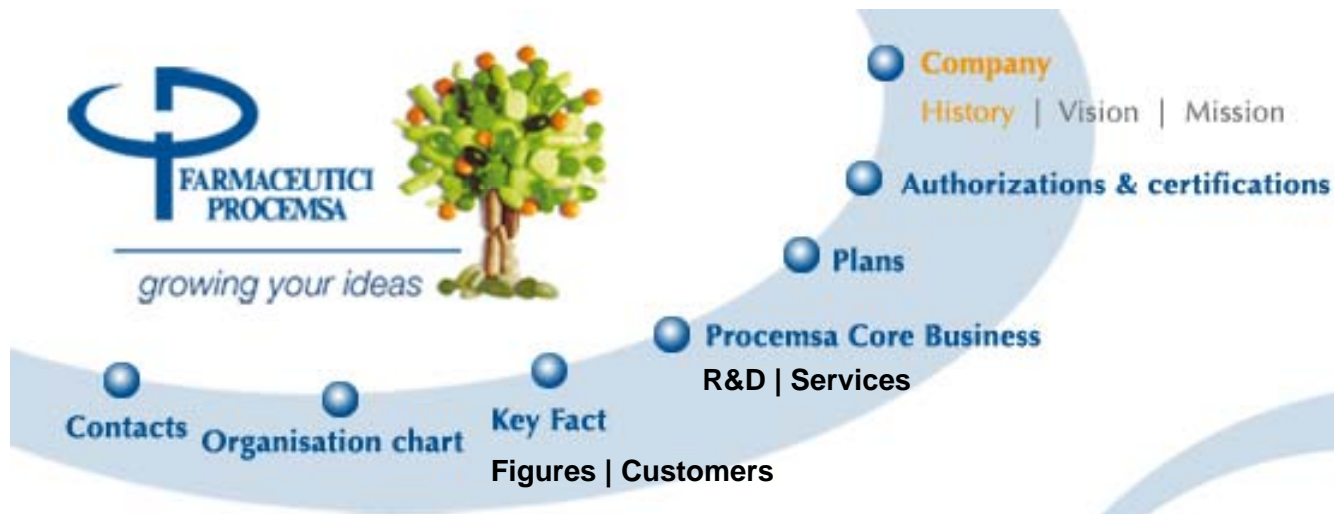 FARMACEUTICI
PROCEMSA
growing your ideas
Company
History | Vision | Mission
Authorizations & certifications
Plans
Procemsa Core Business
R&D | Services
Key Fact
Figures | Customers
Organisation chart
Contacts